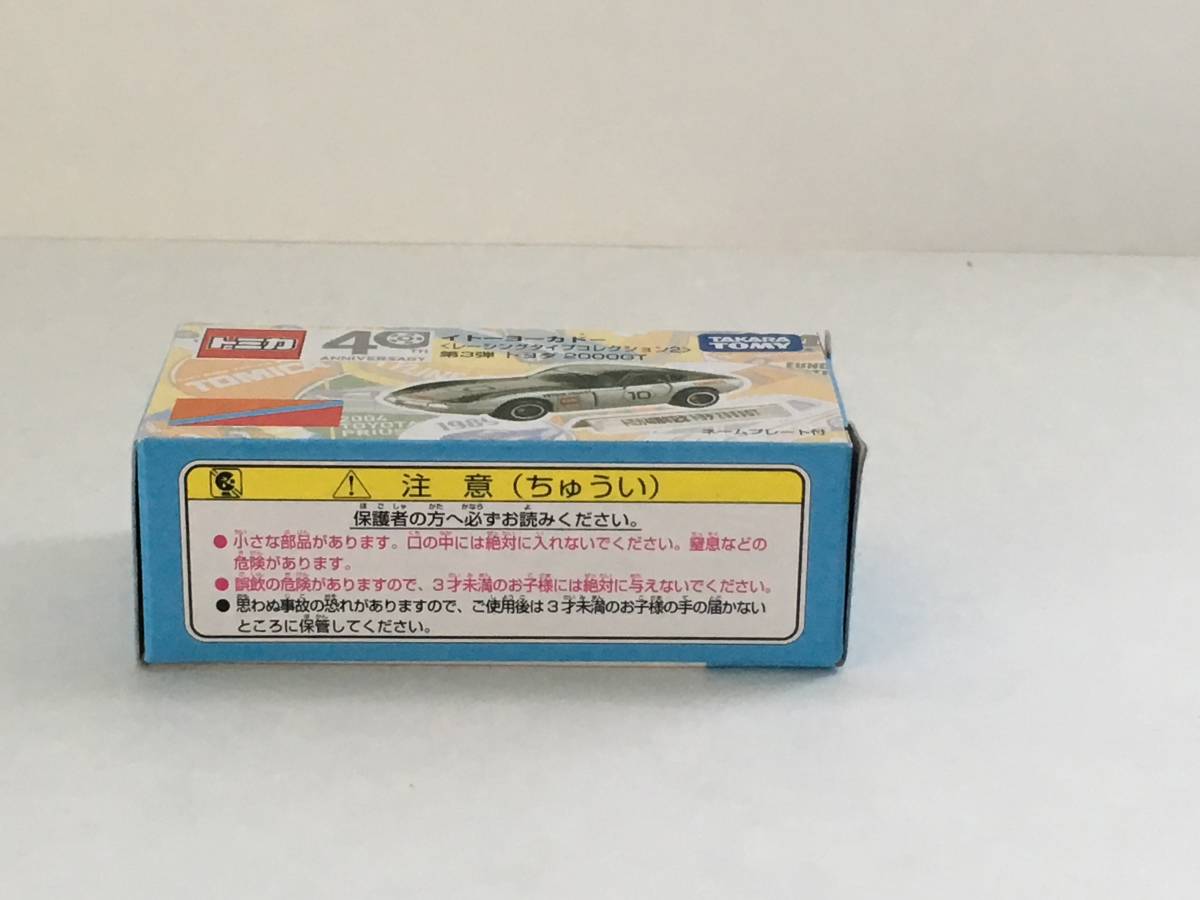 トミカ
40TH
ANNIVERSARY
イトーヨーカドー
<レーシングタイプコレクション2>
第3弾 トヨタ 2000GT
TAKARA
TOMY
TOMICA
10
2004
TOYOTA
PRIUS
ネームプレート付
注 意(ちゅうい)
保護者の方へ必ずお読みください。
●小さな部品があります。口の中には絶対に入れないでください。窒息などの
危険があります。
●誤飲の危険がありますので、3才未満のお子様には絶対に与えないでください。
●思わぬ事故の恐れがありますので、ご使用後は3才未満のお子様の手の届かない
ところに保管してください。